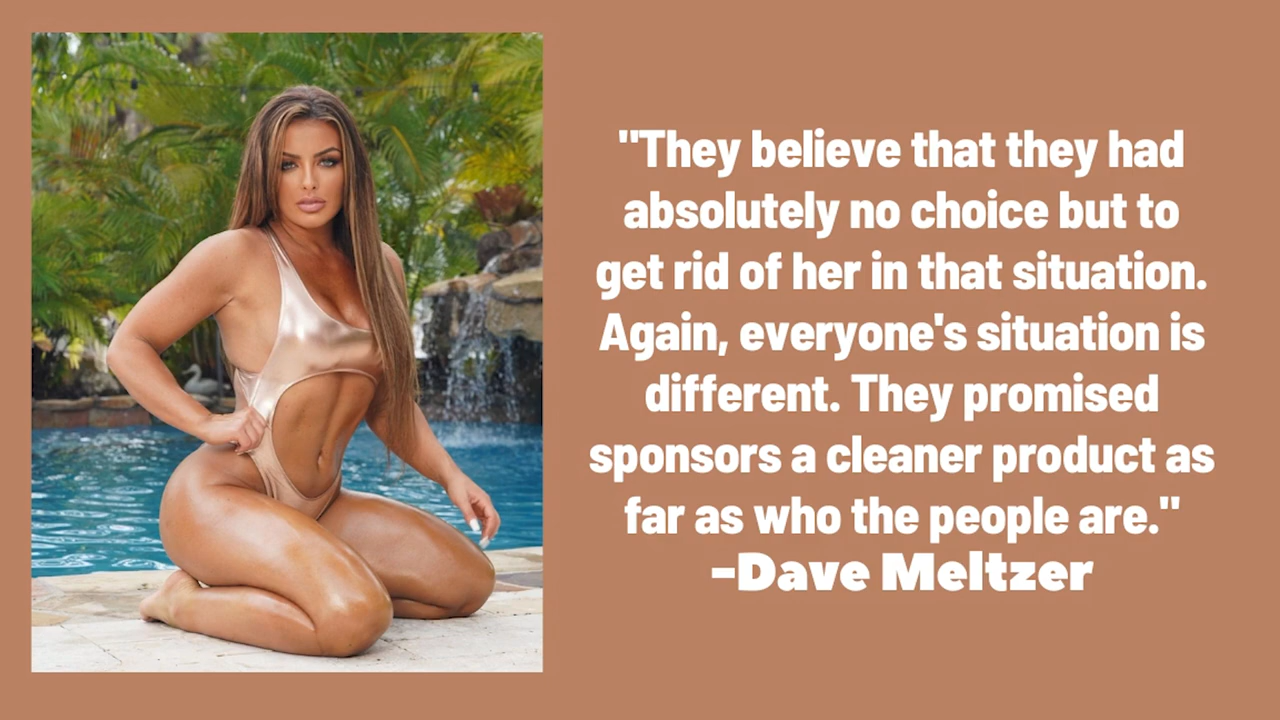 "They believe that they had
absolutely no choice but to
get rid of her in that situation.
Again, everyone's situation is
different. They promised
sponsors a cleaner product as
far as who the people are."
-Dave Meltzer